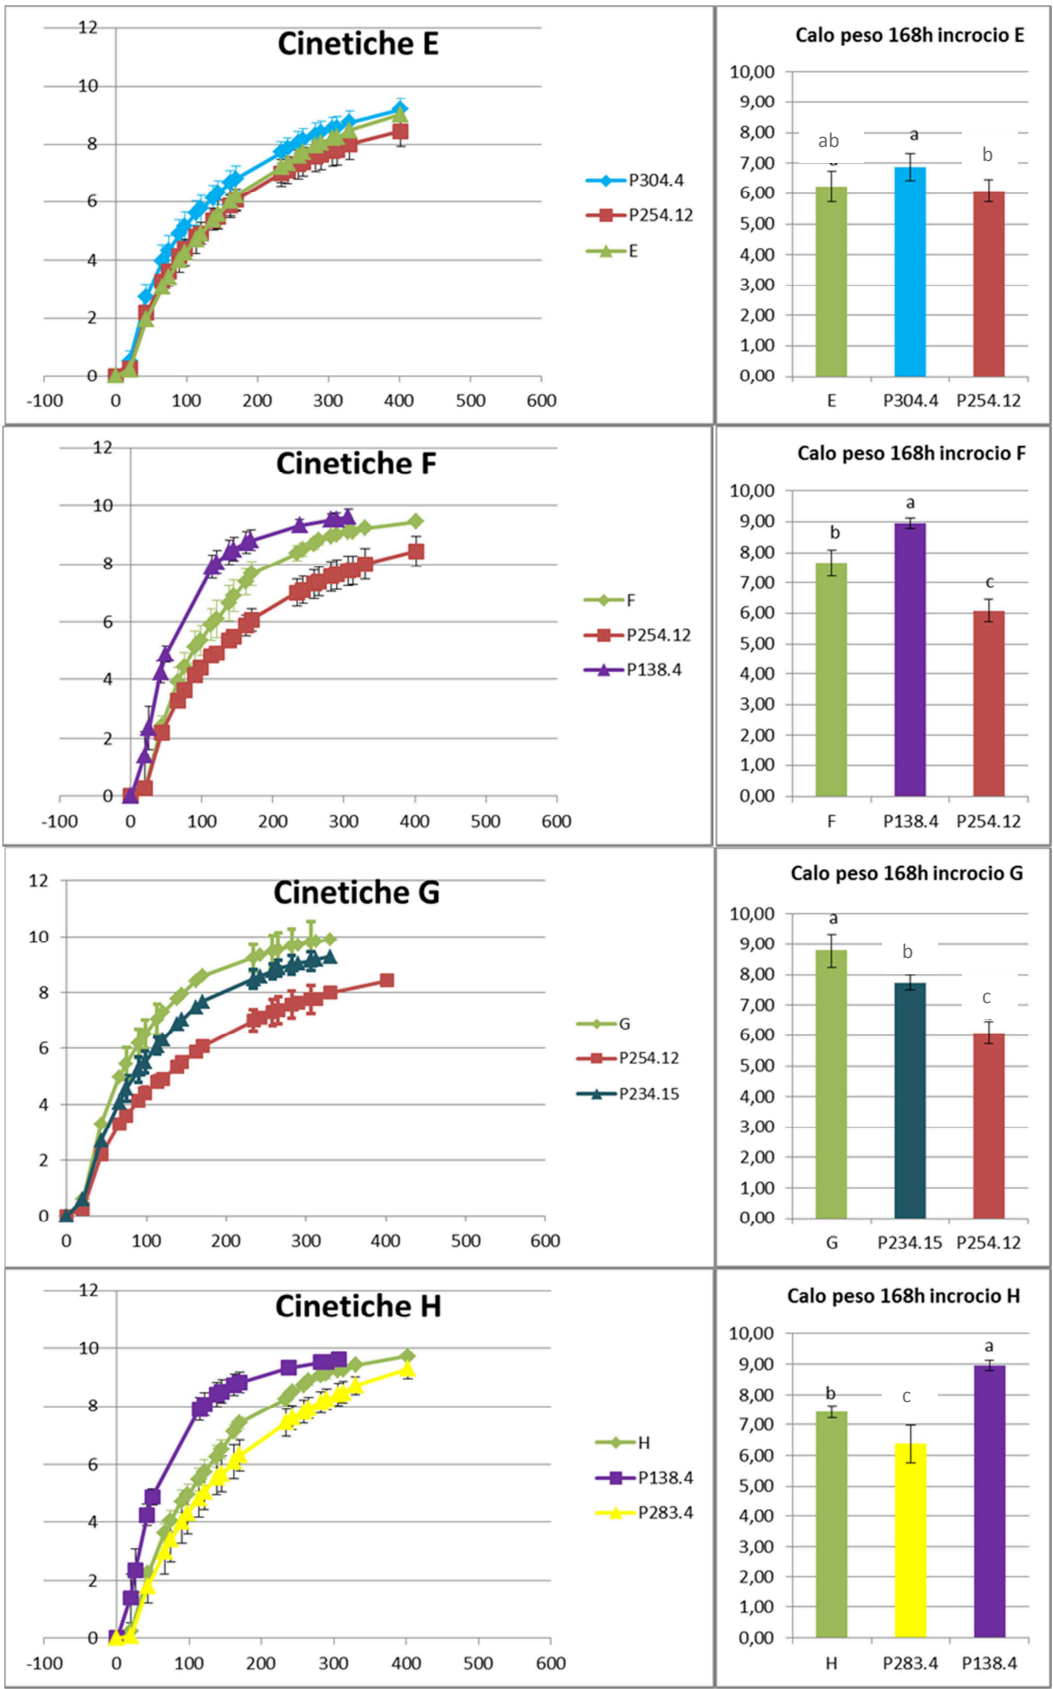 Cinetiche E
12
10
8
6
4
2
0
-100 0 100 200 300 400 500 600
P304.4
P254.12
E
Calo peso 168h incrocio E
10,00
9,00
8,00
7,00
6,00
5,00
4,00
3,00
2,00
1,00
0,00
ab
a
b
E P304.4 P254.12
Cinetiche F
12
10
8
6
4
2
0
-100 0 100 200 300 400 500 600
F
P254.12
P138.4
Calo peso 168h incrocio F
10,00
9,00
8,00
7,00
6,00
5,00
4,00
3,00
2,00
1,00
0,00
b
a
c
F P138.4 P254.12
Cinetiche G
12
10
8
6
4
2
0
0 100 200 300 400 500 600
G
P254.12
P234.15
Calo peso 168h incrocio G
10,00
9,00
8,00
7,00
6,00
5,00
4,00
3,00
2,00
1,00
0,00
a
b
c
G P234.15 P254.12
Cinetiche H
12
10
8
6
4
2
0
-100 0 100 200 300 400 500 600
H
P138.4
P283.4
Calo peso 168h incrocio H
10,00
9,00
8,00
7,00
6,00
5,00
4,00
3,00
2,00
1,00
0,00
b
c
a
H P283.4 P138.4